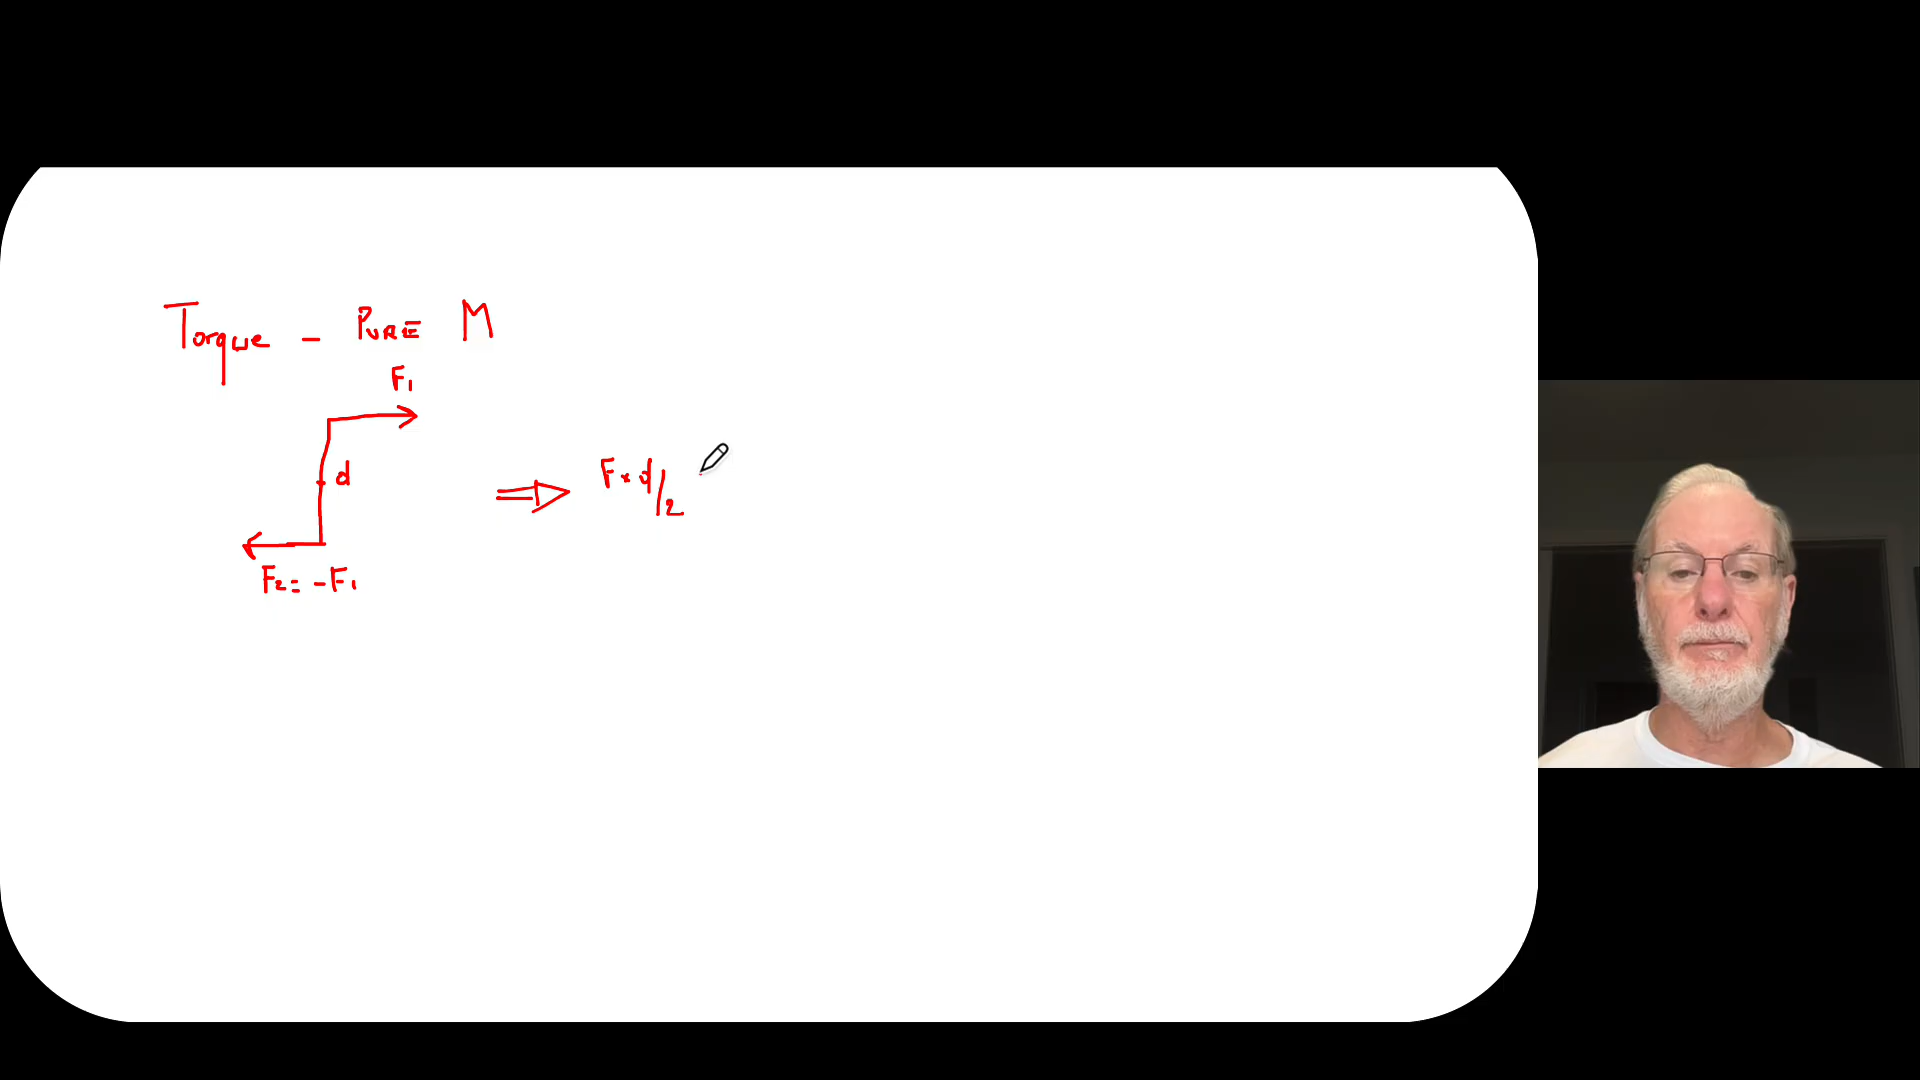 Torque - PURE M
F₁
d
F × d/2
F₂ = -F₁